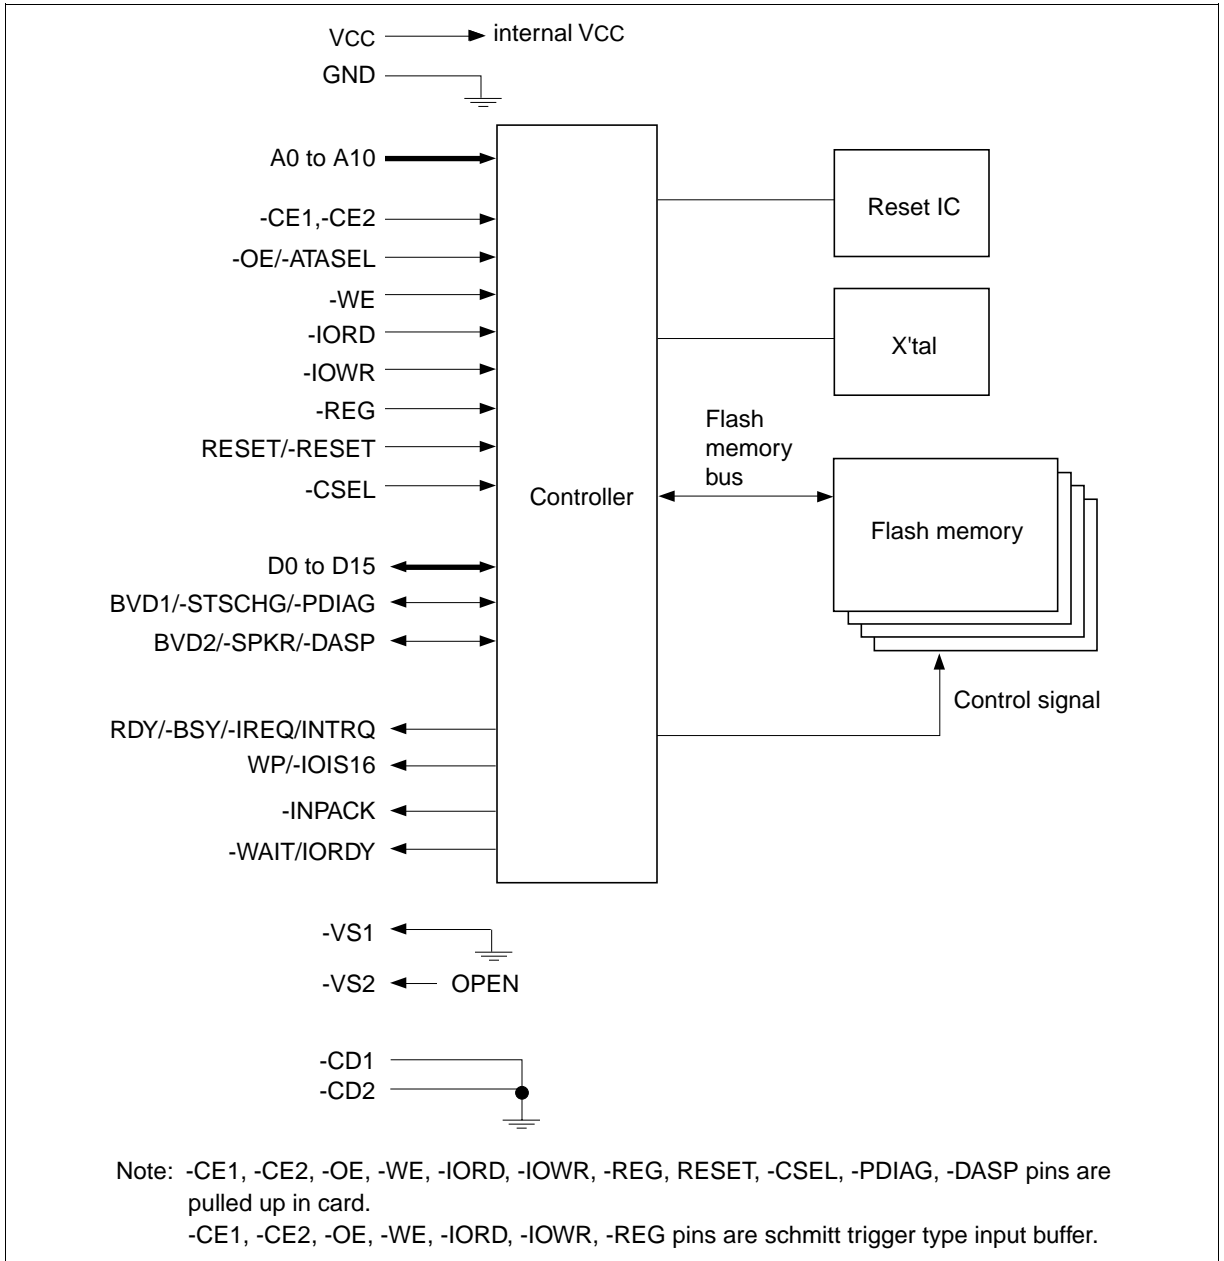 VCC
internal VCC
GND
A0 to A10
-CE1,-CE2
-OE/-ATASEL
-WE
-IORD
-IOWR
-REG
RESET/-RESET
-CSEL
Controller
Reset IC
X'tal
Flash
memory
bus
Flash memory
Control signal
D0 to D15
BVD1/-STSCHG/-PDIAG
BVD2/-SPKR/-DASP
RDY/-BSY/-IREQ/INTRQ
WP/-IOIS16
-INPACK
-WAIT/IORDY
-VS1
-VS2
OPEN
-CD1
-CD2
Note: -CE1, -CE2, -OE, -WE, -IORD, -IOWR, -REG, RESET, -CSEL, -PDIAG, -DASP pins are
pulled up in card.
-CE1, -CE2, -OE, -WE, -IORD, -IOWR, -REG pins are schmitt trigger type input buffer.